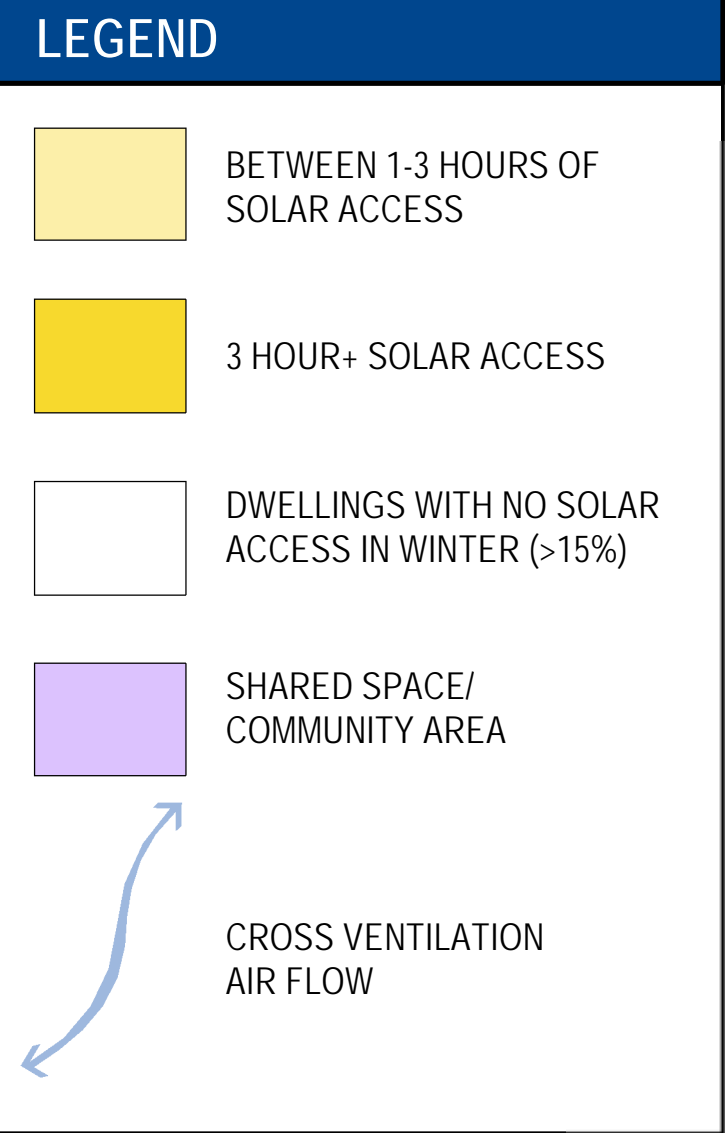 LEGEND
BETWEEN 1-3 HOURS OF
SOLAR ACCESS
3 HOUR+ SOLAR ACCESS
DWELLINGS WITH NO SOLAR
ACCESS IN WINTER (>15%)
SHARED SPACE/
COMMUNITY AREA
CROSS VENTILATION
AIR FLOW